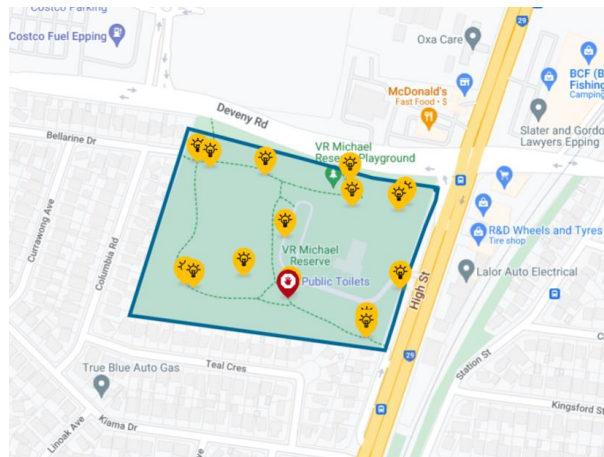 Costco Parking
Costco Fuel Epping
Oxa Care
29
McDonald's
Fast Food • $
BCF (B
Fishing
Camping
Deveny Rd
Slater and Gordo
Lawyers Epping
Bellarine Dr
VR Michael
Reserve Playground
Currawong Ave
Columbia Rd
R&D Wheels and Tyres
Tire shop
VR Michael
Reserve
Public Toilets
Lalor Auto Electrical
High St
Station St
29
Teal Cres
True Blue Auto Gas
Kingsford St
Linoak Ave
Kiama Dr